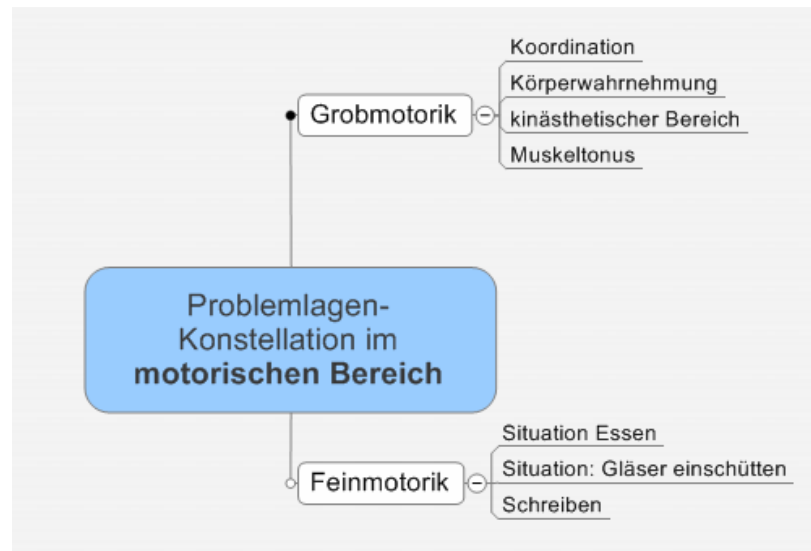 Koordination
Körperwahrnehmung
Grobmotorik
kinästhetischer Bereich
Muskeltonus
Problemlagen-
Konstellation im
motorischen Bereich
Situation Essen
Situation: Gläser einschütten
Feinmotorik
Schreiben